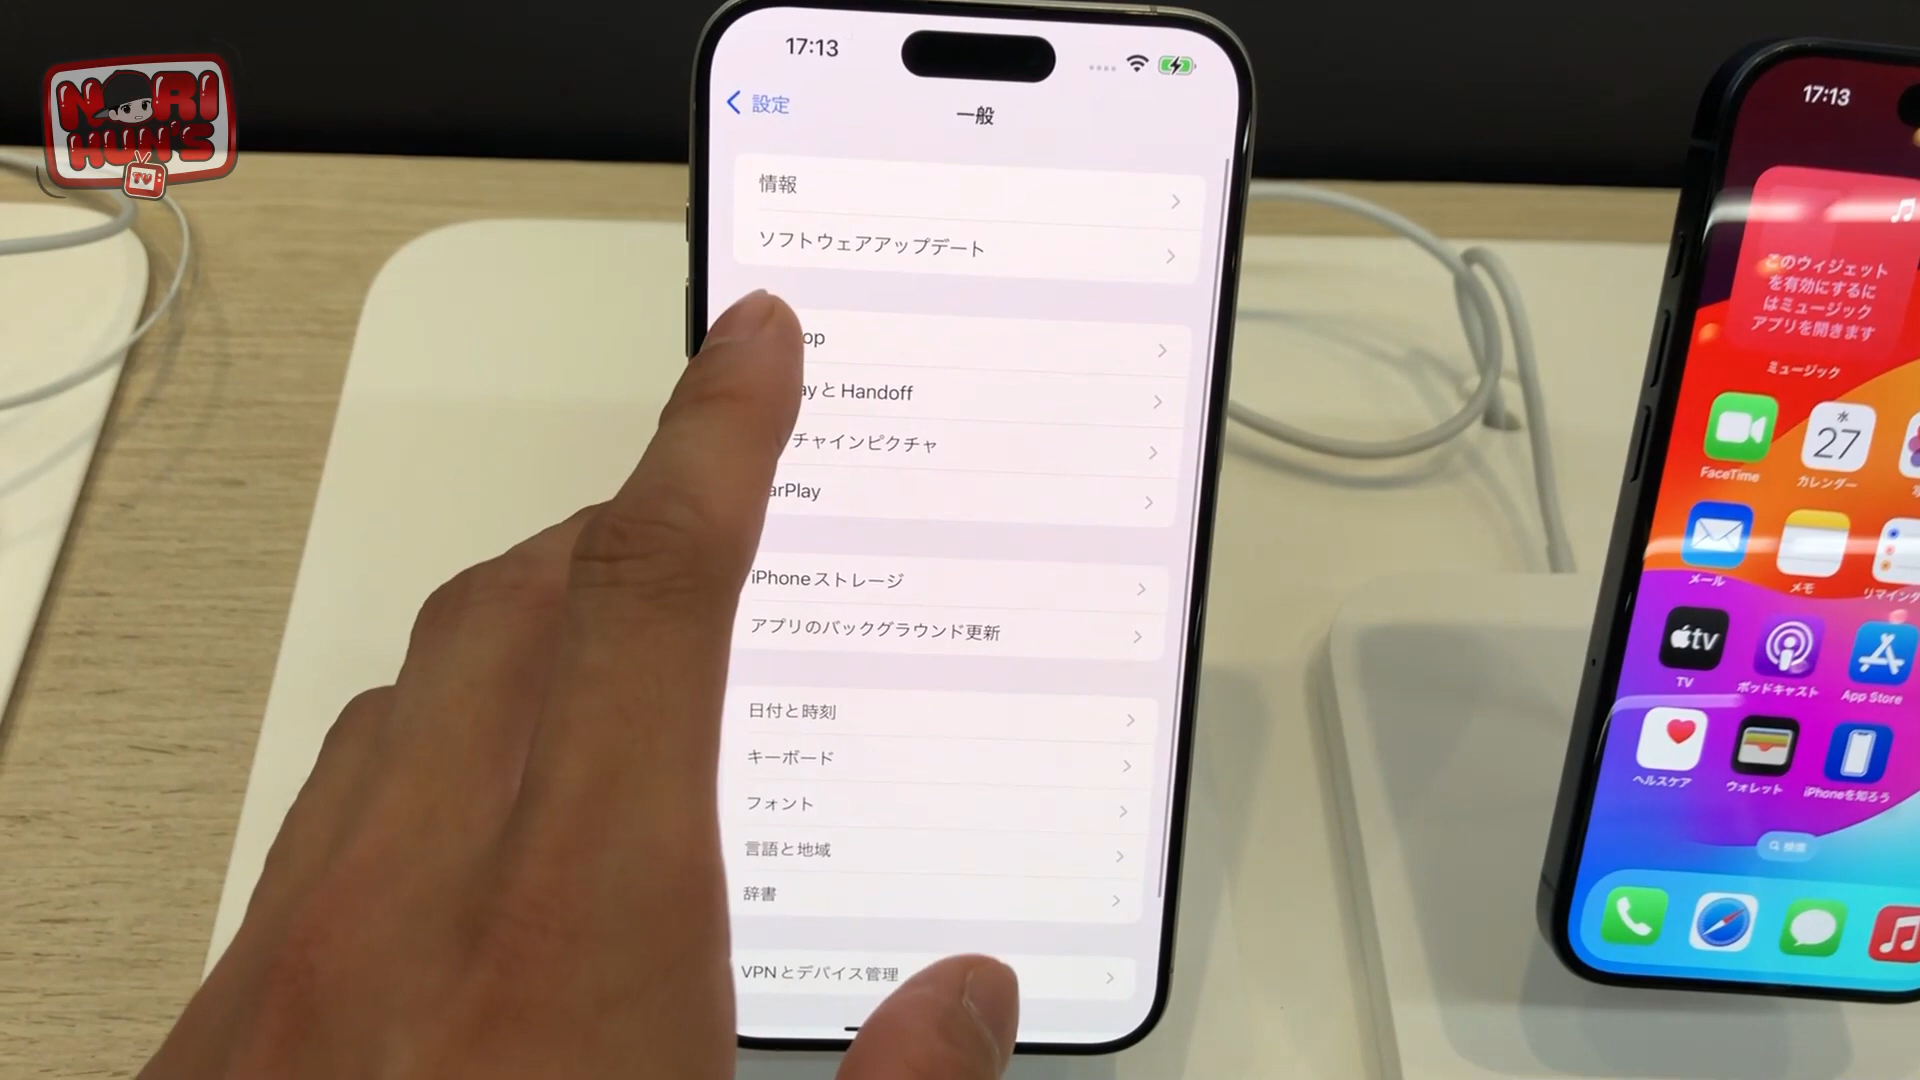 NORI
HUN'S
TV
17:13
設定
一般
情報
ソフトウェアアップデート
op
ayとHandoff
チャインピクチャ
arPlay
iPhoneストレージ
アプリのバックグラウンド更新
日付と時刻
キーボード
フォント
言語と地域
辞書
VPNとデバイス管理
17:13
このウィジェット
を有効にするに
はミュージック
アプリを開きます
ミュージック
水
27
FaceTime
カレンダー
メール
メモ
リマインダ
tv
TV
ポッドキャスト
App Store
ヘルスケア
ウォレット
iPhoneを知ろう
検索